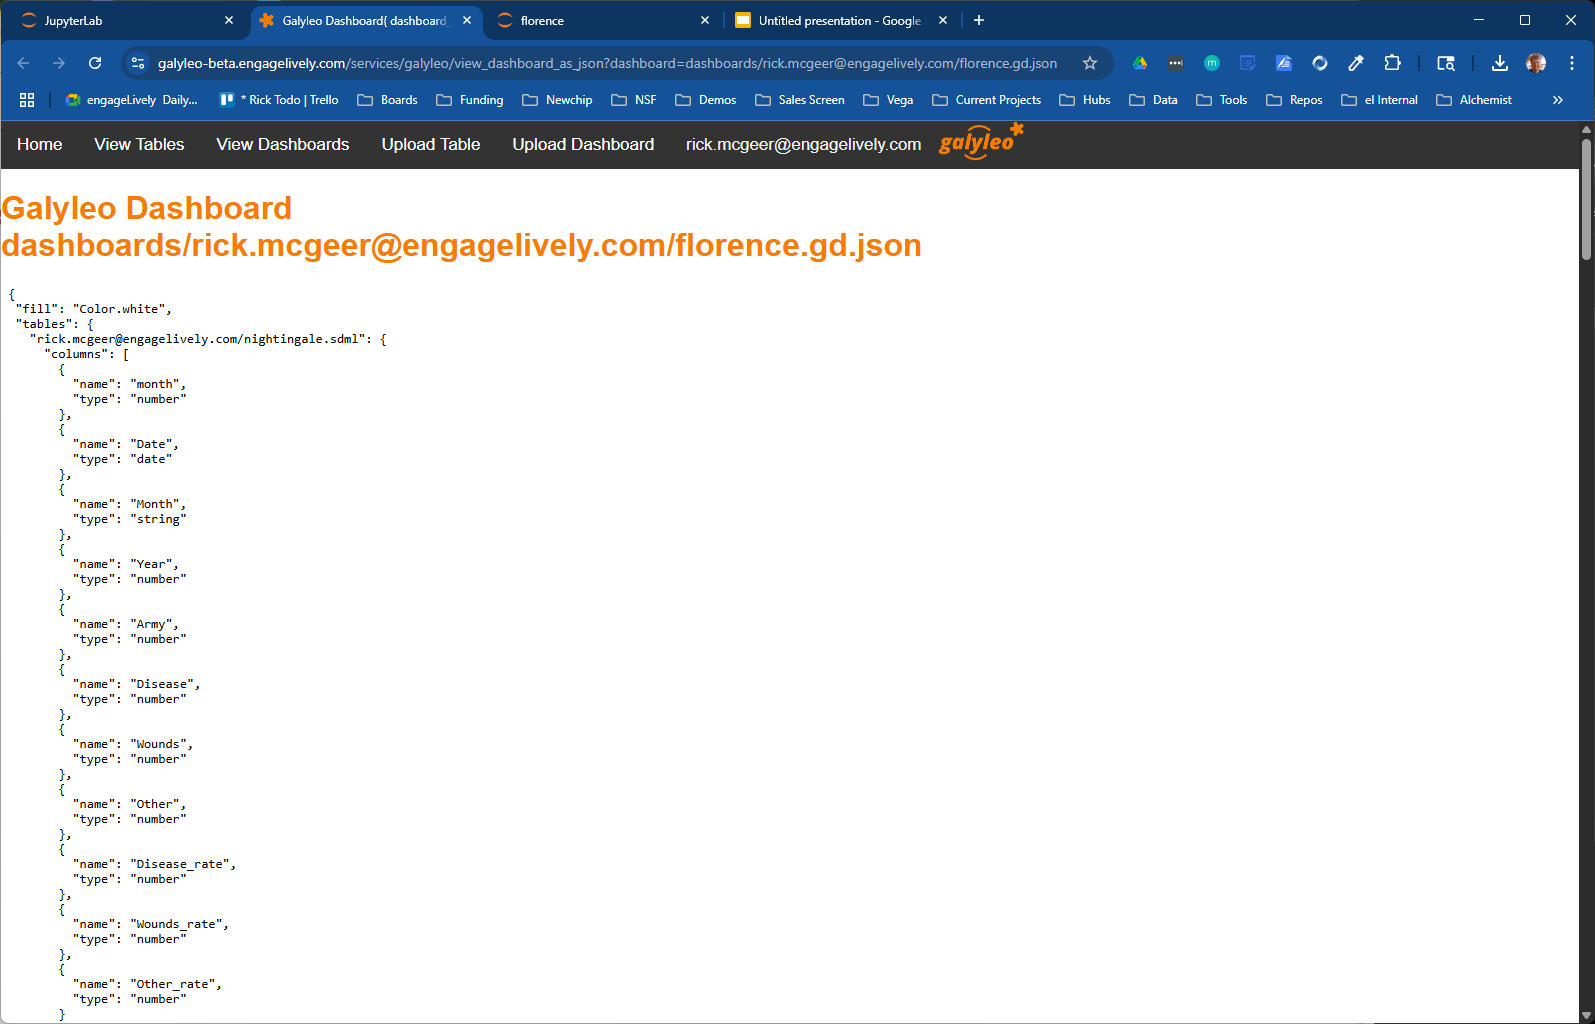 JupyterLab
Galyleo Dashboard{ dashboard_
florence
Untitled presentation - Google
galyleo-beta.engagelively.com/services/galyleo/view_dashboard_as_json?dashboard=dashboards/rick.mcgeer@engagelively.com/florence.gd.json
engageLively Daily...
* Rick Todo | Trello
Boards
Funding
Newchip
NSF
Demos
Sales Screen
Vega
Current Projects
Hubs
Data
Tools
Repos
el Internal
Alchemist
»
Home
View Tables
View Dashboards
Upload Table
Upload Dashboard
rick.mcgeer@engagelively.com
galyleo*
Galyleo Dashboard
dashboards/rick.mcgeer@engagelively.com/florence.gd.json
{
"fill": "Color.white",
"tables": {
"rick.mcgeer@engagelively.com/nightingale.sdml": {
"columns": [
{
"name": "month",
"type": "number"
},
{
"name": "Date",
"type": "date"
},
{
"name": "Month",
"type": "string"
},
{
"name": "Year",
"type": "number"
},
{
"name": "Army",
"type": "number"
},
{
"name": "Disease",
"type": "number"
},
{
"name": "Wounds",
"type": "number"
},
{
"name": "Other",
"type": "number"
},
{
"name": "Disease_rate",
"type": "number"
},
{
"name": "Wounds_rate",
"type": "number"
},
{
"name": "Other_rate",
"type": "number"
}